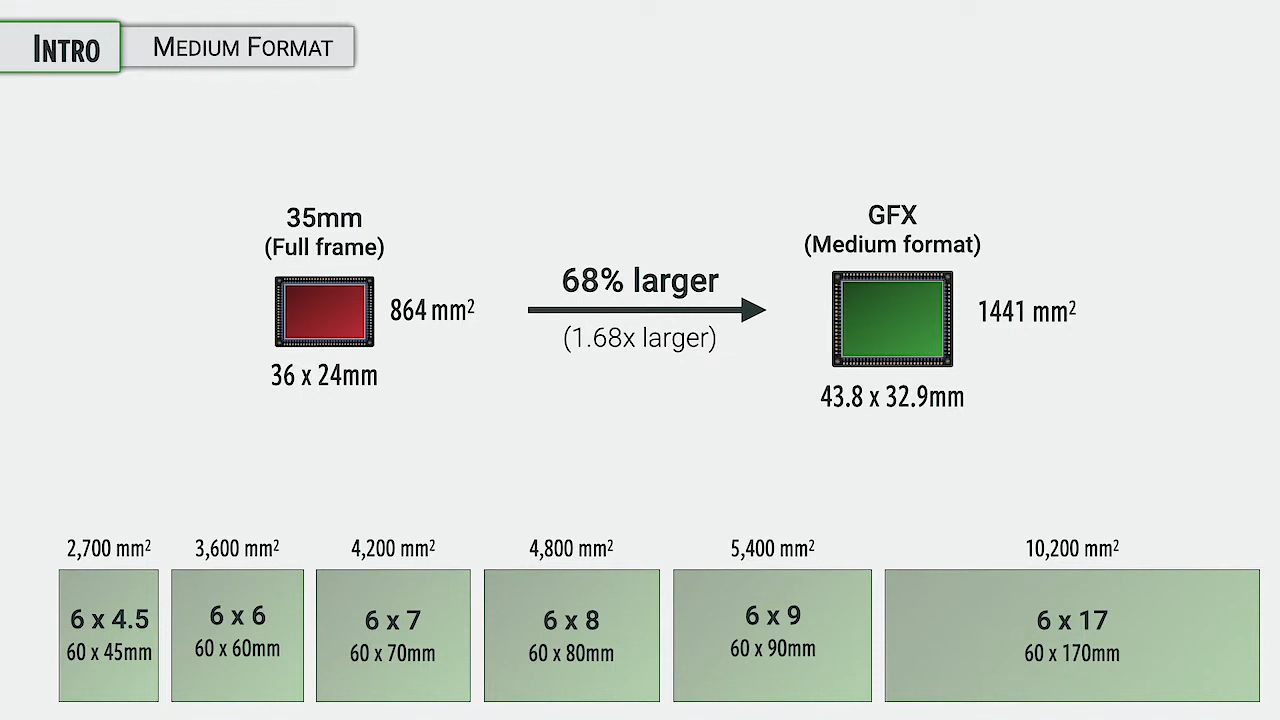 INTRO
MEDIUM FORMAT
35mm
(Full frame)
864 mm²
36 x 24mm
68% larger
(1.68x larger)
GFX
(Medium format)
1441 mm²
43.8 x 32.9mm
2,700 mm²
6 x 4.5
60 x 45mm
3,600 mm²
6 x 6
60 x 60mm
4,200 mm²
6 x 7
60 x 70mm
4,800 mm²
6 x 8
60 x 80mm
5,400 mm²
6 x 9
60 x 90mm
10,200 mm²
6 x 17
60 x 170mm